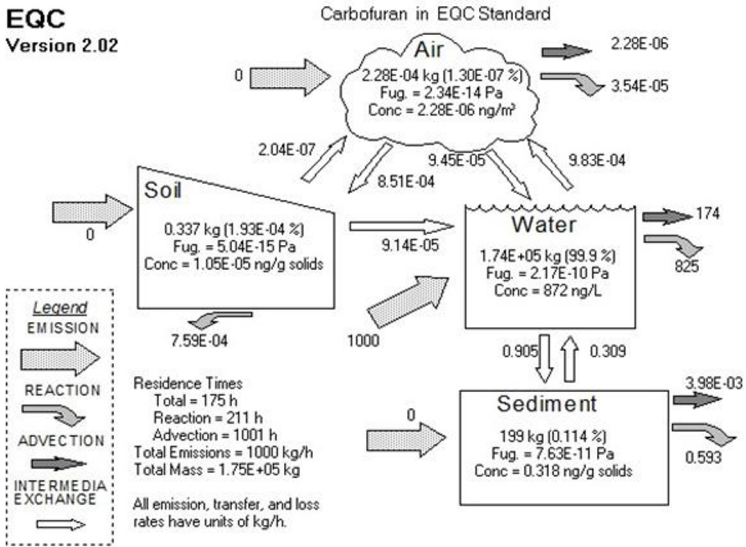 EQC
Version 2.02
Carbofuran in EQC Standard
Air
2.28E-04 kg (1.30E-07 %)
Fug. = 2.34E-14 Pa
Conc = 2.28E-06 ng/m³
0
2.28E-06
3.54E-05
2.04E-07
8.51E-04
9.45E-05
9.83E-04
Soil
0.337 kg (1.93E-04 %)
Fug. = 5.04E-15 Pa
Conc = 1.05E-05 ng/g solids
0
9.14E-05
7.59E-04
Water
1.74E+05 kg (99.9 %)
Fug. = 2.17E-10 Pa
Conc = 872 ng/L
174
825
1000
0.905
0.309
Legend
EMISSION
REACTION
ADVECTION
INTERMEDIA
EXCHANGE
Residence Times
Total = 175 h
Reaction = 211 h
Advection = 1001 h
Total Emissions = 1000 kg/h
Total Mass = 1.75E+05 kg
All emission, transfer, and loss
rates have units of kg/h.
0
Sediment
199 kg (0.114 %)
Fug. = 7.63E-11 Pa
Conc = 0.318 ng/g solids
3.98E-03
0.593